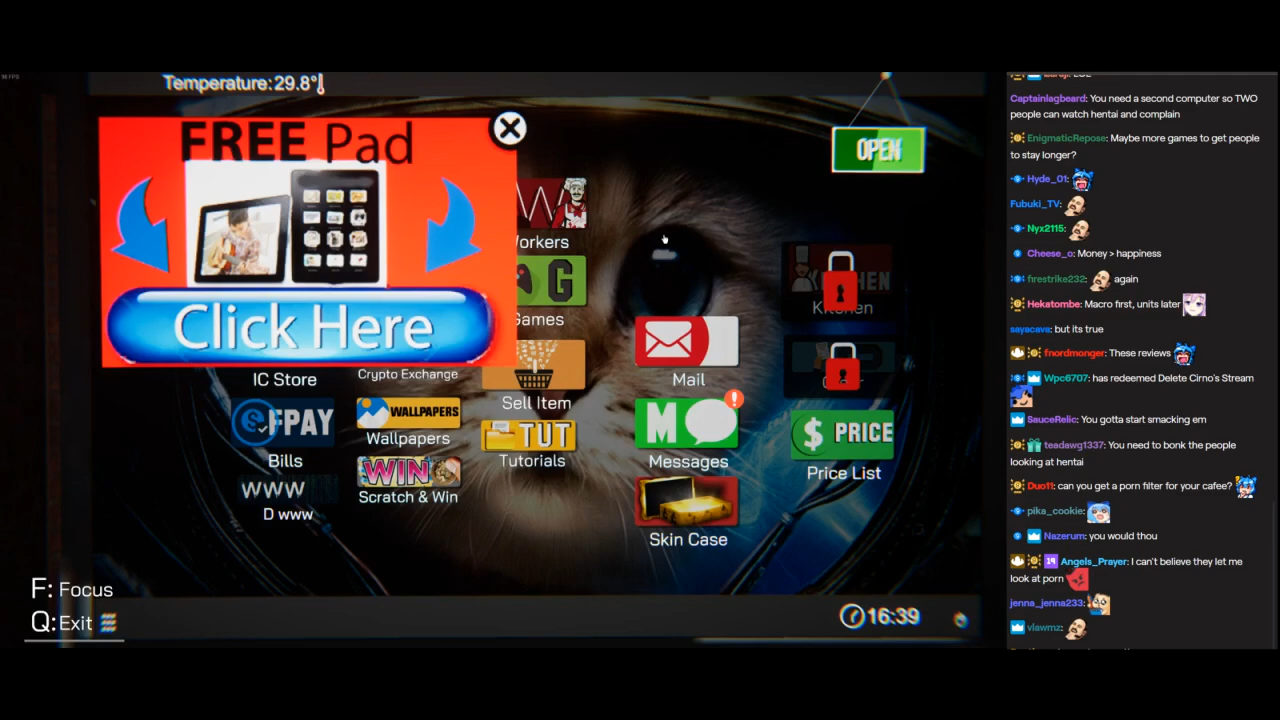 98 FPS
Temperature: 29.8°
FREE Pad
Click Here
OPEN
orkers
G
Games
KITCHEN
Kitchen
IC Store
Crypto Exchange
Sell Item
Mail
PAY
Bills
WALLPAPERS
Wallpapers
TUT
Tutorials
M
Messages
$ PRICE
Price List
WWW
D www
WIN
Scratch & Win
Skin Case
F: Focus
Q: Exit
16:39
Captainlagbeard: You need a second computer so TWO
people can watch hentai and complain
EnigmaticRepose: Maybe more games to get people
to stay longer?
Hyde_01:
Fubuki_TV:
Nyx2115:
Cheese_o: Money > happiness
firestrike232: again
Hekatombe: Macro first, units later
sayacava: but its true
fnordmonger: These reviews
Wpc6707: has redeemed Delete Cirno's Stream
SauceRelic: You gotta start smacking em
teadawg1337: You need to bonk the people
looking at hentai
Duo11: can you get a porn filter for your cafee?
pika_cookie:
Nazerum: you would thou
Angels_Prayer: I can't believe they let me
look at porn
jenna_jenna233:
vlawmz: